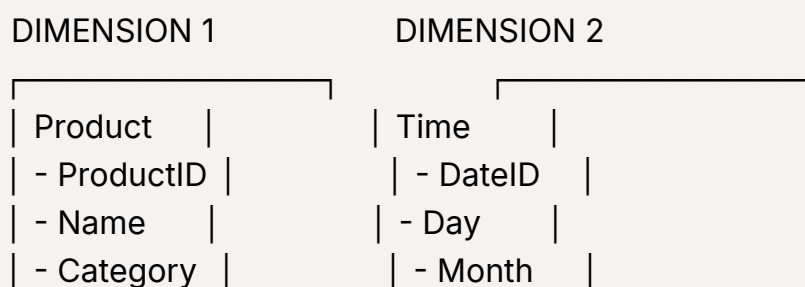 DIMENSION 1 DIMENSION 2
┌─────────────────┐ ┌─────────────────
│ Product │ │ Time │
│ - ProductID │ │ - DateID │
│ - Name │ │ - Day │
│ - Category │ │ - Month │